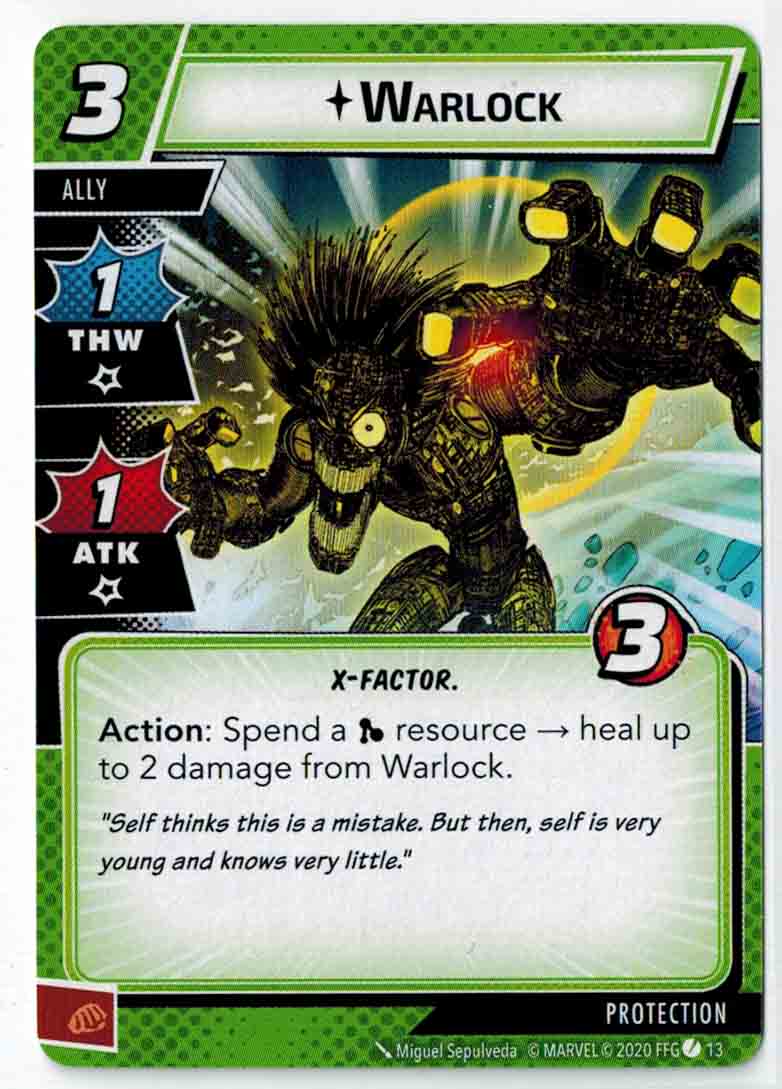 3
WARLOCK
ALLY
1
THW
1
ATK
3
X-FACTOR.
Action: Spend a resource → heal up
to 2 damage from Warlock.
"Self thinks this is a mistake. But then, self is very
young and knows very little."
PROTECTION
Miguel Sepulveda © MARVEL © 2020 FFG 13